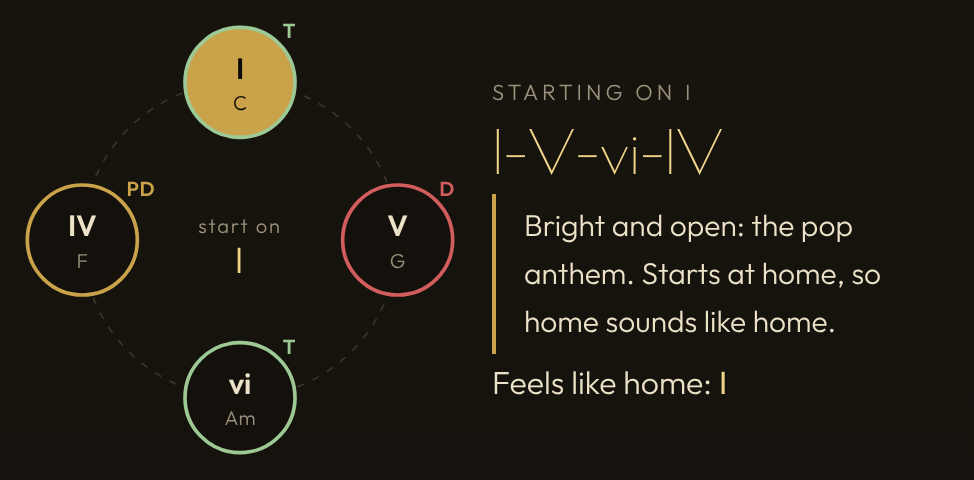 T
I
C
PD
IV
F
D
V
G
start on
I
T
vi
Am
STARTING ON I
I–V–vi–IV
Bright and open: the pop
anthem. Starts at home, so
home sounds like home.
Feels like home: I